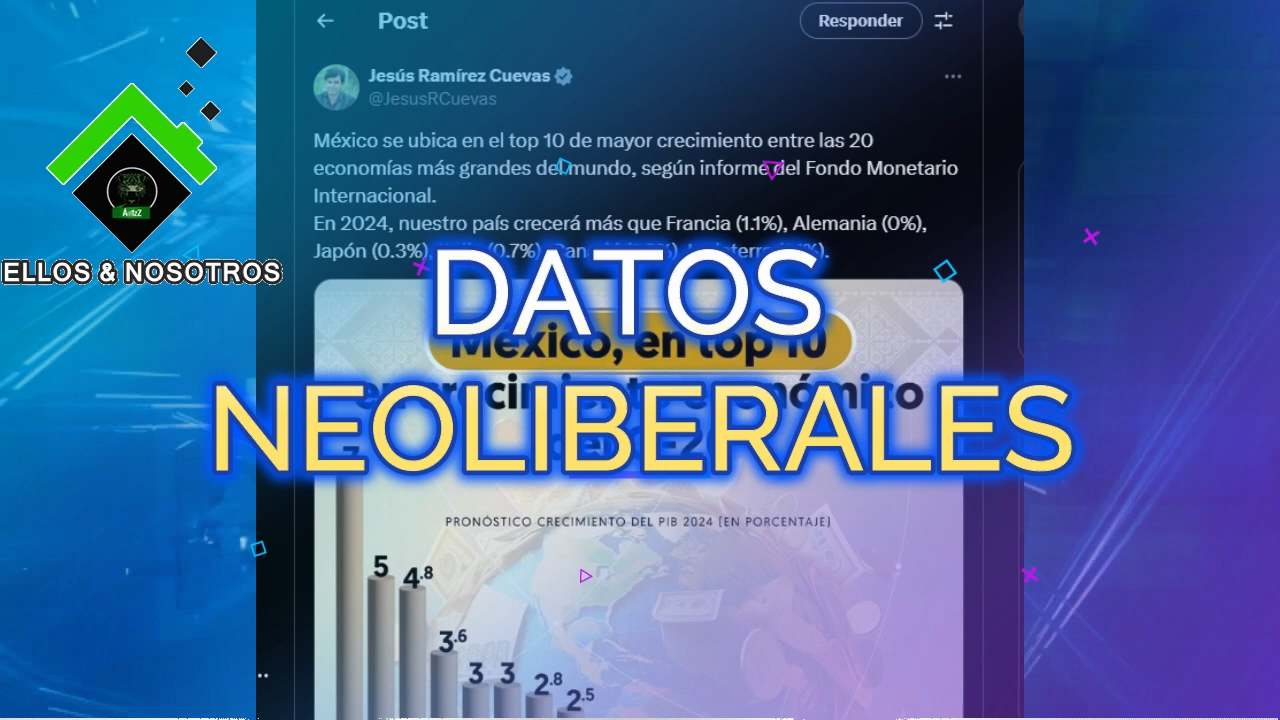 Post
Responder
Jesús Ramírez Cuevas
@JesusRCuevas
México se ubica en el top 10 de mayor crecimiento entre las 20
economías más grandes del mundo, según informe del Fondo Monetario
Internacional.
En 2024, nuestro país crecerá más que Francia (1.1%), Alemania (0%),
Japón (0.3%),
ELLOS & NOSOTROS
DATOS
México, en top 10
NEOLIBERALES
PRONÓSTICO CRECIMIENTO DEL PIB 2024 [EN PORCENTAJE]
5
4.8
3.6
3
3
2.8
2.5